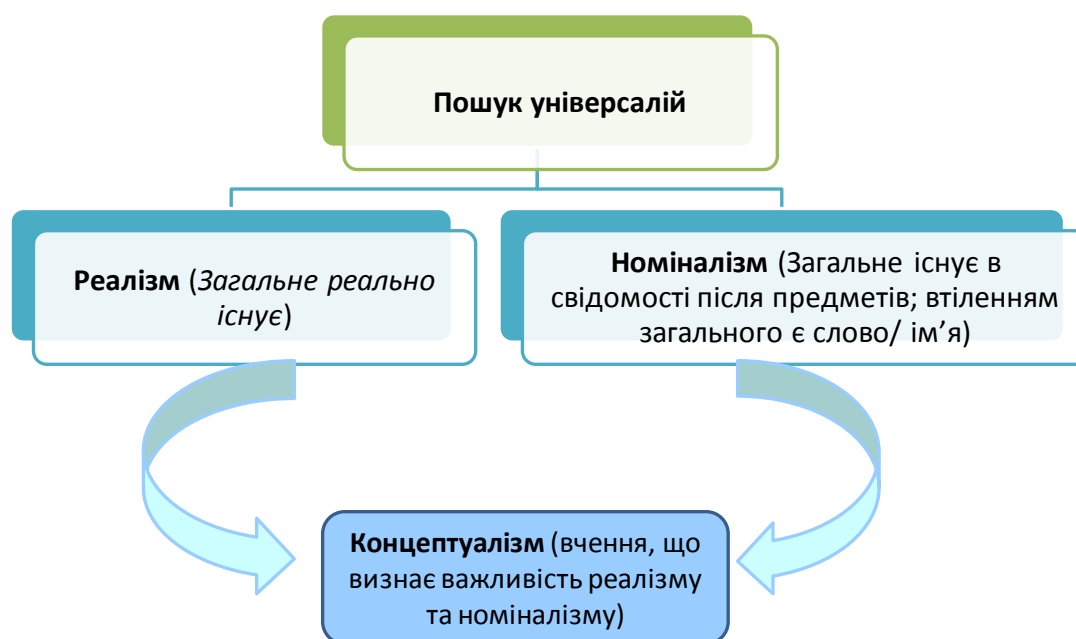 Пошук універсалій
Реалізм (Загальне реально
існує)
Номіналізм (Загальне існує в
свідомості після предметів; втіленням
загального є слово/ ім’я)
Концептуалізм (вчення, що
визнає важливість реалізму
та номіналізму)